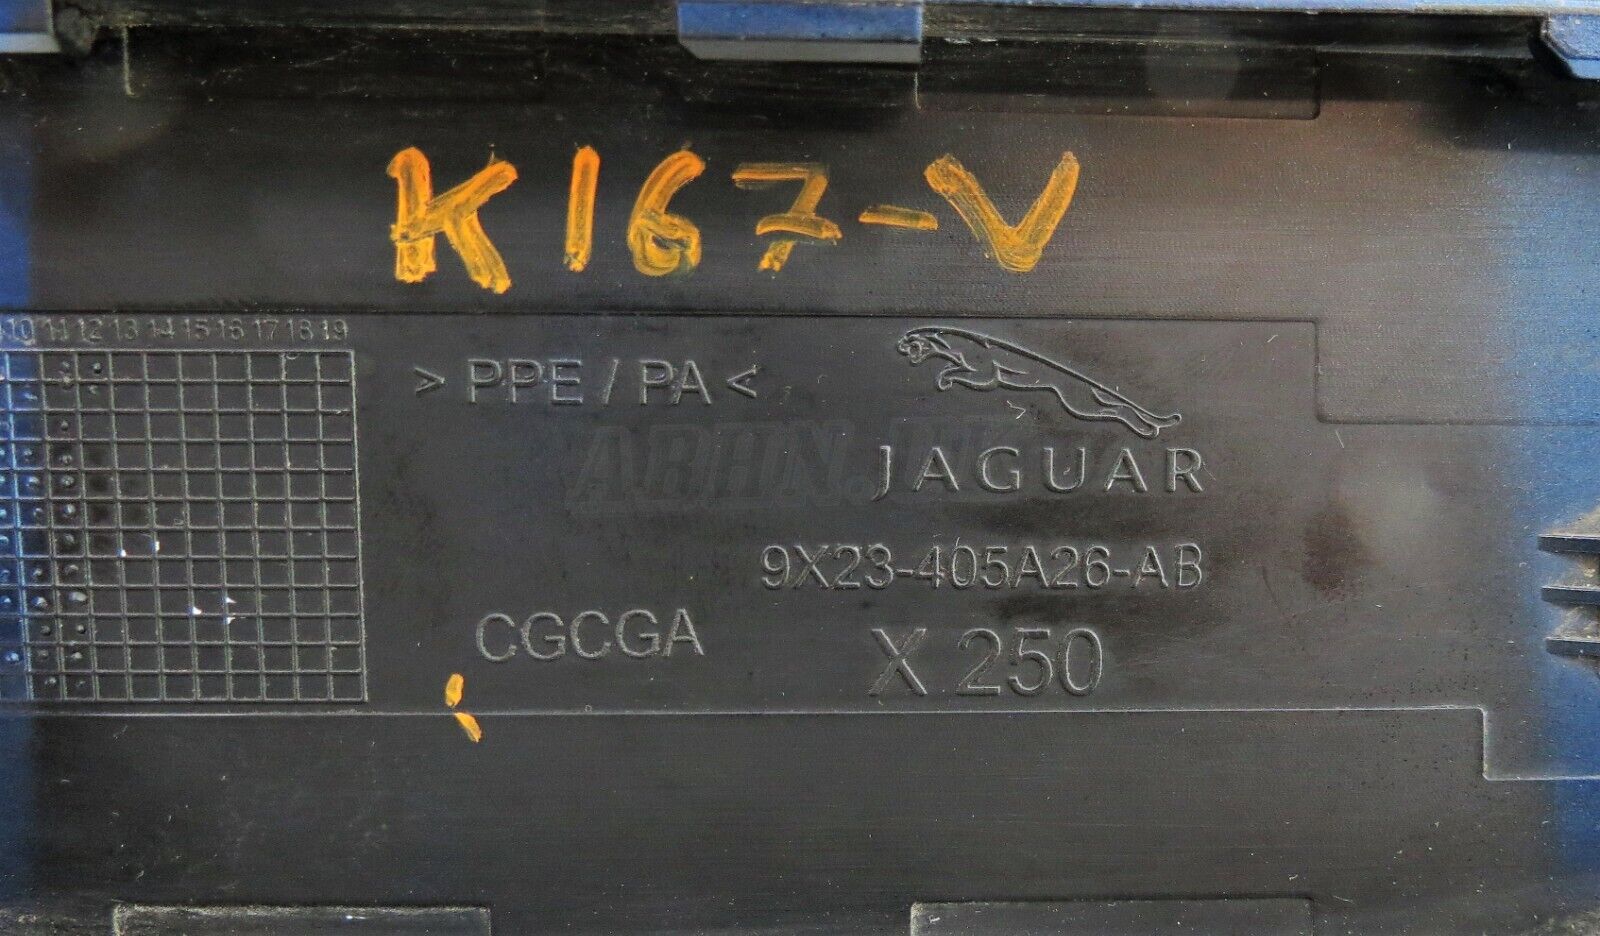 K167-V
10 11 12 13 14 15 16 17 18 19
> PPE / PA <
JAGUAR
9X23-405A26-AB
CGCGA
X 250